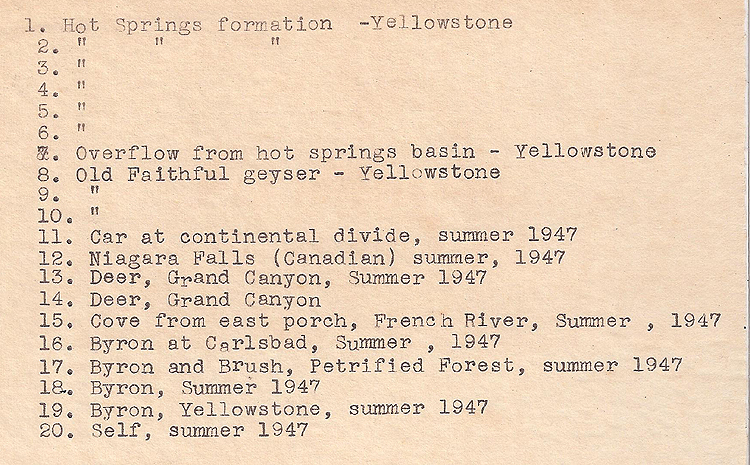 1. Hot Springs formation -Yellowstone
2. " " "
3. "
4. "
5. "
6. "
7. Overflow from hot springs basin - Yellowstone
8. Old Faithful geyser - Yellowstone
9. "
10. "
11. Car at continental divide, summer 1947
12. Niagara Falls (Canadian) summer, 1947
13. Deer, Grand Canyon, Summer 1947
14. Deer, Grand Canyon
15. Cove from east porch, French River, Summer , 1947
16. Byron at Carlsbad, Summer , 1947
17. Byron and Brush, Petrified Forest, summer 1947
18. Byron, Summer 1947
19. Byron, Yellowstone, summer 1947
20. Self, summer 1947